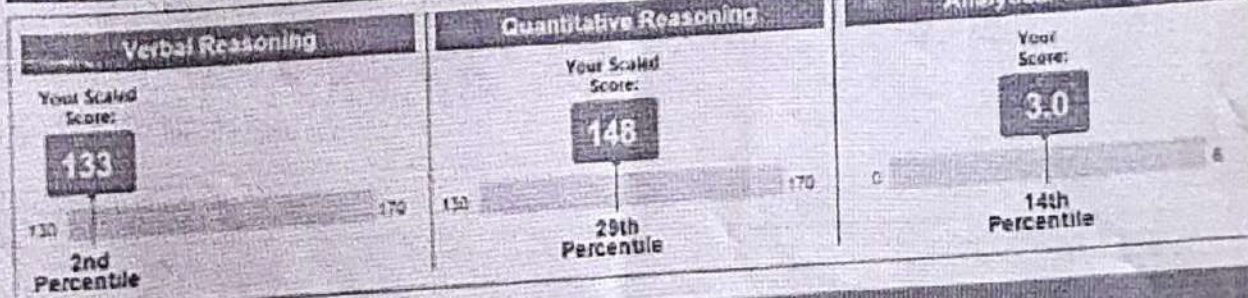 Verbal Reasoning
Your Scaled
Score:
133
130
170
2nd
Percentile
Quantitative Reasoning
Your Scaled
Score:
148
130
170
29th
Percentile
Your
Score:
3.0
0
6
14th
Percentile